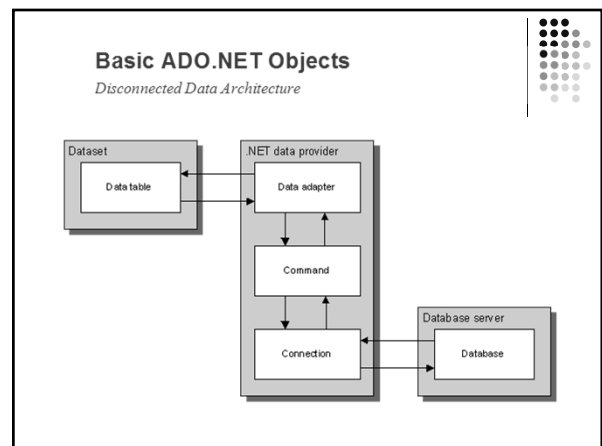 Basic ADO.NET Objects
Disconnected Data Architecture
Dataset
Data table
.NET data provider
Data adapter
Command
Connection
Database server
Database